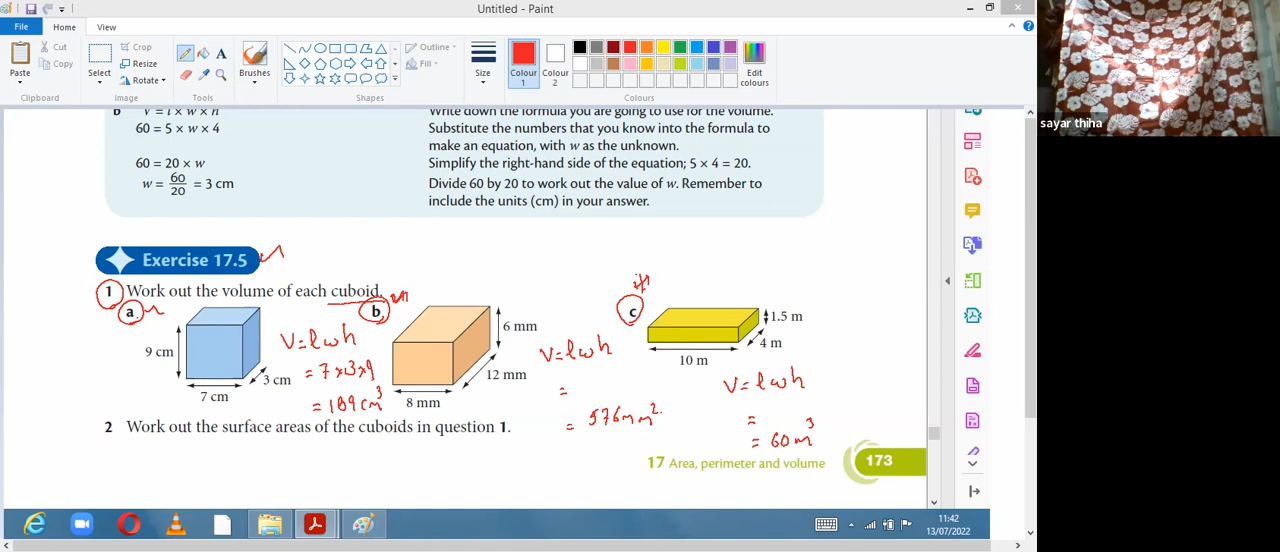 Untitled - Paint
File
Home
View
Paste
Cut
Copy
Clipboard
Select
Crop
Resize
Rotate
Image
Tools
Brushes
Shapes
Outline
Fill
Size
Colour 1
Colour 2
Edit colours
Colours
sayar thiha
b V = l × w × h Write down the formula you are going to use for the volume.
60 = 5 × w × 4 Substitute the numbers that you know into the formula to
make an equation, with w as the unknown.
60 = 20 × w Simplify the right-hand side of the equation; 5 × 4 = 20.
w = 60/20 = 3 cm Divide 60 by 20 to work out the value of w. Remember to
include the units (cm) in your answer.
Exercise 17.5
1 Work out the volume of each cuboid.
a
9 cm
3 cm
7 cm
V = l w h
= 7 × 3 × 9
= 189 cm³
b
6 mm
12 mm
8 mm
V = l w h
=
= 576 mm².
c
1.5 m
4 m
10 m
V = l w h
=
= 60 m³
2 Work out the surface areas of the cuboids in question 1.
17 Area, perimeter and volume
173
11:42
13/07/2022